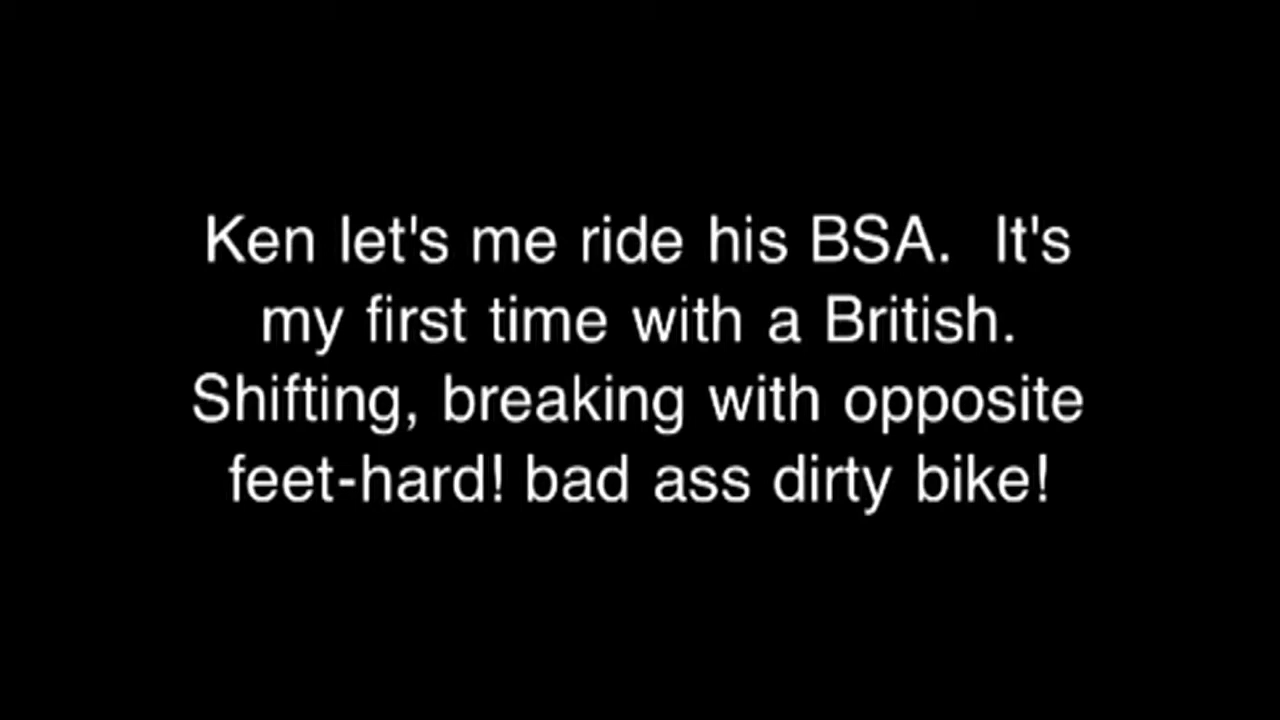 Ken let's me ride his BSA.  It's
my first time with a British.
Shifting, breaking with opposite
feet-hard! bad ass dirty bike!